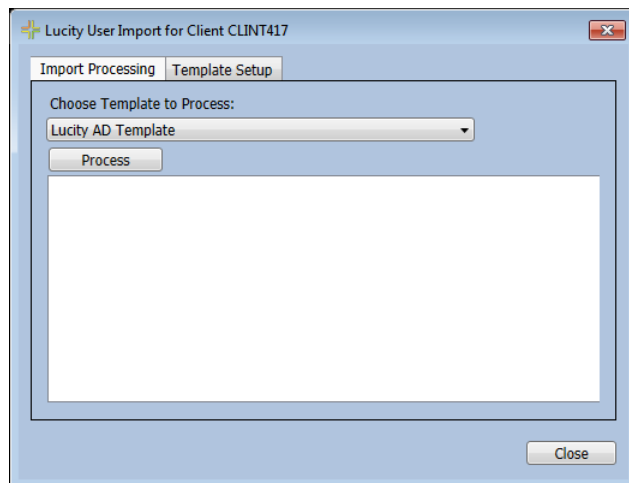 Lucity User Import for Client CLINT417
Import Processing Template Setup
Choose Template to Process:
Lucity AD Template
Process
Close